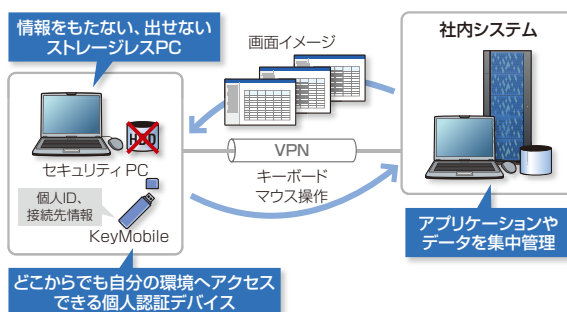 情報をもたない、出せない
ストレージレスPC
HDD
セキュリティ PC
個人ID、
接続先情報
KeyMobile
どこからでも自分の環境へアクセス
できる個人認証デバイス
画面イメージ
VPN
キーボード
マウス操作
社内システム
アプリケーションや
データを集中管理